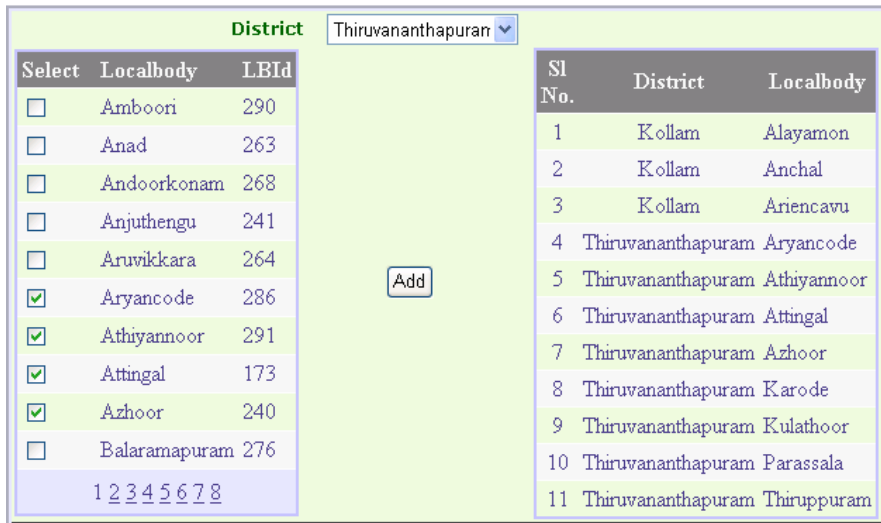 District Thiruvananthapuram
Select Localbody LBId
Amboori 290
Anad 263
Andoorkonam 268
Anjuthengu 241
Aruvikkara 264
Aryancode 286
Athiyannoor 291
Attingal 173
Azhoor 240
Balaramapuram 276
1 2 3 4 5 6 7 8
Add
Sl No. District Localbody
1 Kollam Alayamon
2 Kollam Anchal
3 Kollam Ariencavu
4 Thiruvananthapuram Aryancode
5 Thiruvananthapuram Athiyannoor
6 Thiruvananthapuram Attingal
7 Thiruvananthapuram Azhoor
8 Thiruvananthapuram Karode
9 Thiruvananthapuram Kulathoor
10 Thiruvananthapuram Parassala
11 Thiruvananthapuram Thiruppuram